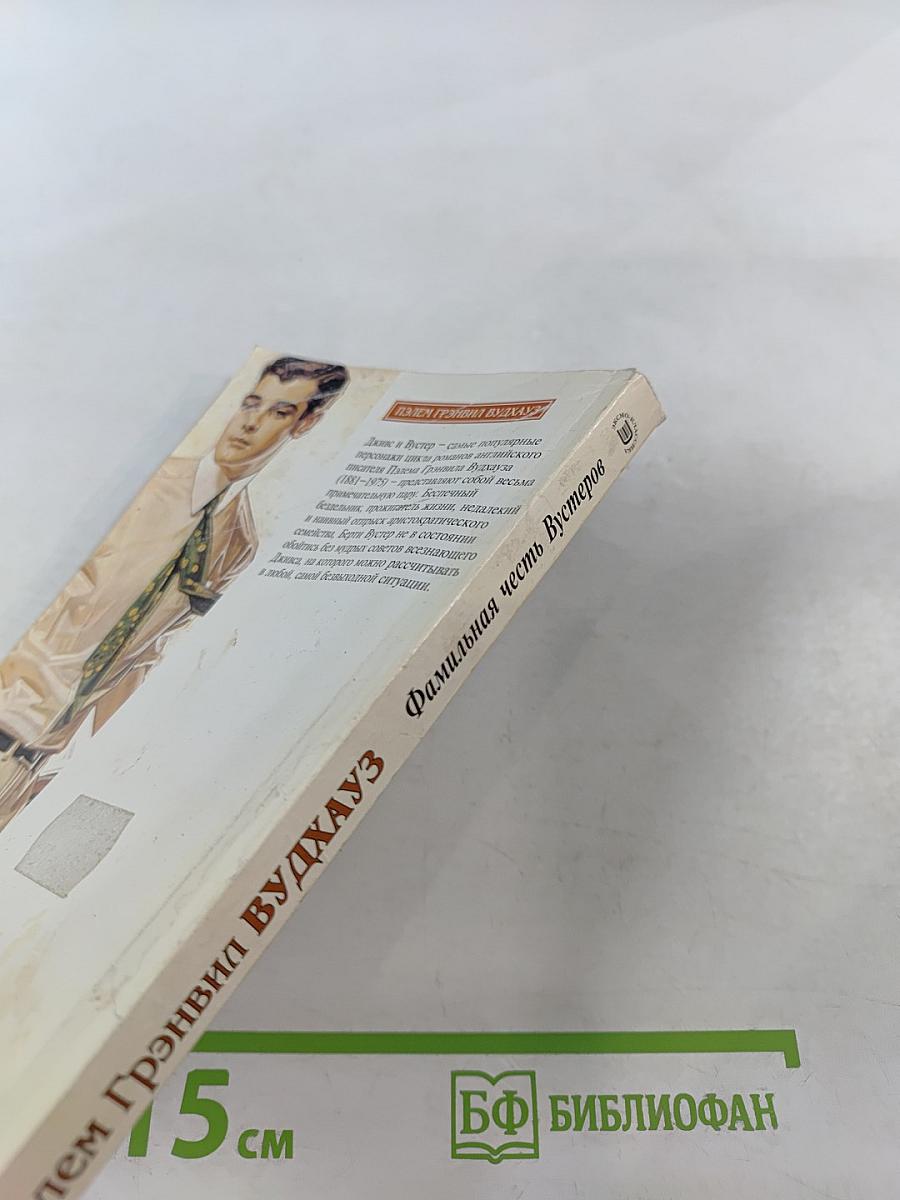 ПЭЛЕМ ГРЭНВИЛ ВУДХАУЗ
Дживс и Вустер – самые популярные
персонажи цикла романов английского
писателя Пэлема Грэнвила Вудхауза
(1881–1975) – представляют собой весьма
примечательную пару. Беспечный
бездельник, прожигатель жизни, недалекий
и наивный отпрыск аристократического
семейства, Берти Вустер не в состоянии
обойтись без мудрых советов всезнающего
Дживса, на которого можно рассчитывать
в любой, самой безвыходной ситуации.
лем Грэнвил ВУДХАУЗ Фамильная честь Вустеров
15 см
БФ БИБЛИОФАН